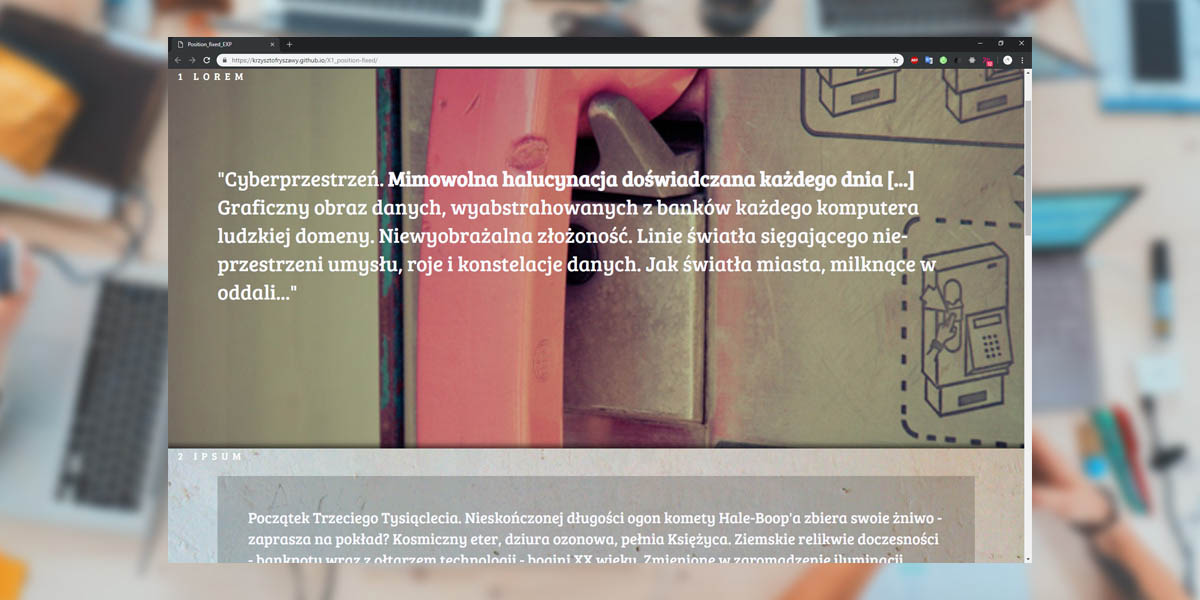 Position_fixed_EXP
https://krzysztofryszawy.github.io/X1_position-fixed/
1 LOREM
"Cyberprzestrzeń. Mimowolna halucynacja doświadczana każdego dnia [...]
Graficzny obraz danych, wyabstrahowanych z banków każdego komputera
ludzkiej domeny. Niewyobrażalna złożoność. Linie światła sięgającego nie-
przestrzeni umysłu, roje i konstelacje danych. Jak światła miasta, milknące w
oddali..."
2 IPSUM
Początek Trzeciego Tysiąclecia. Nieskończonej długości ogon komety Hale-Boop'a zbiera swoie żniwo -
zaprasza na pokład? Kosmiczny eter, dziura ozonowa, pełnia Księżyca. Ziemskie relikwie doczesności
- banknoty wraz z ołtarzem technologii - bogini XX wieku. Zmienione w zgromadzenie iluminacji